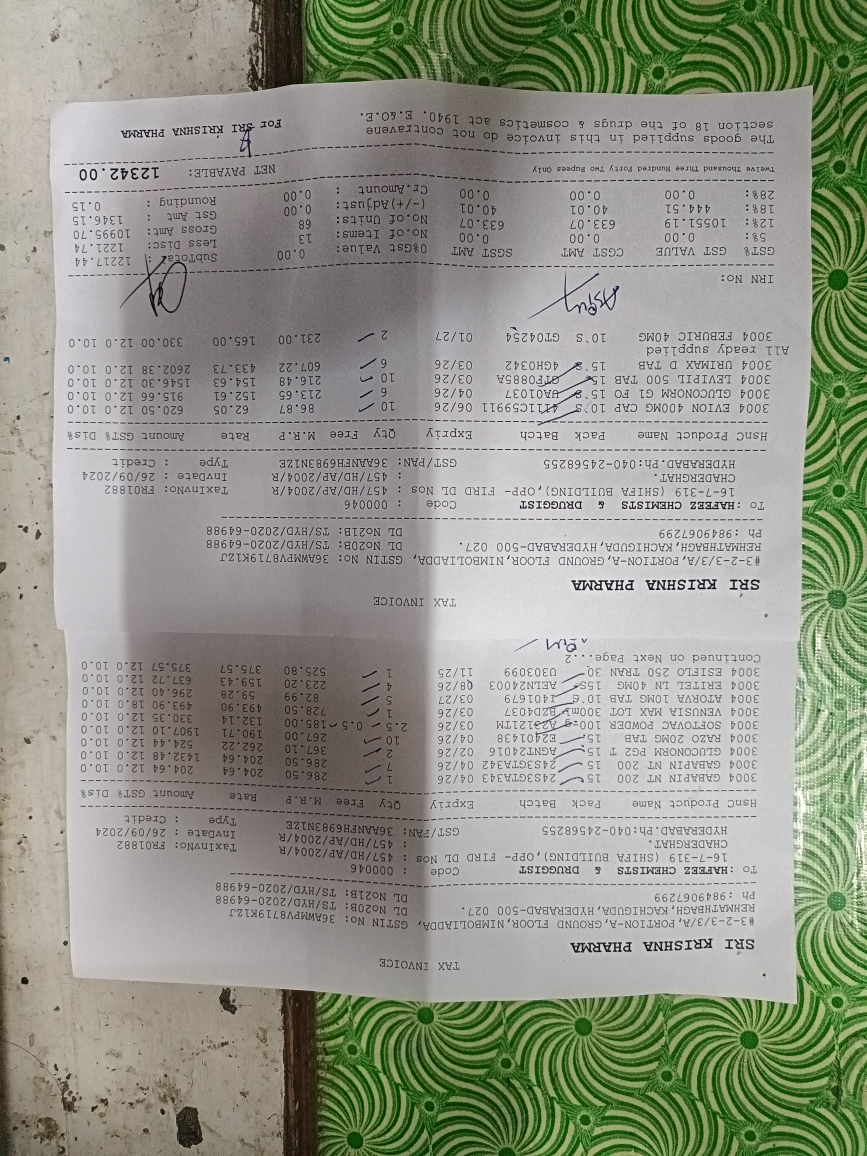 TAX INVOICE
SRI KRISHNA PHARMA
#3-2-3/3/A, PORTION-A, GROUND FLOOR, NIMBOLIADDA, GSTIN No: 36AMWPV8719K1ZJ
REHMATHBAGH, KACHIGUDA, HYDERABAD-500 027. DL No20B: TS/HYD/2020-64988
Ph :9849067299 DL No21B: TS/HYD/2020-64988
To :HAFEEZ CHEMISTS & DRUGGIST Code : 000046
16-7-319 (SHIFA BUILDING),OPP- FIRD DL Nos : 457/HD/AP/2004/R TaxInvNo: FR01882
CHADERGHAT. : 457/HD/AP/2004/R InvDate : 26/09/2024
HYDERABAD.Ph:040-24568255 GST/PAN: 36AANFH6983N1ZE Type : Credit
HsnC Product Name Pack Batch Expriy Qty Free M.R.P Rate Amount GST% Dis%
3004 GABAPIN NT 200 15 243GTA343 04/26 1 286.50 204.64 204.64 12.0 10.0
3004 GABAPIN NT 200 15 243GTA342 04/26 7 286.50 204.64 1432.48 12.0 10.0
3004 GLUCONORM PG2 T 15 AGNT24016 02/26 2 367.10 262.22 524.44 12.0 10.0
3004 RAZO 20MG TAB 15 E2401438 04/26 10 267.00 190.71 1907.10 12.0 10.0
3004 SOFTOVAC POWDER 100g 03/26 2.5 0.5 185.00 132.14 330.35 12.0 10.0
3004 VENUSIA MAX LOT 300m BZD4037 03/26 1 728.50 493.90 493.90 18.0 10.0
3004 ATORVA 10MG TAB 10'S I401679 03/27 5 82.99 59.28 296.40 12.0 10.0
3004 ERITEL LN 40MG 15S AELN24003 08/26 4 223.20 159.43 637.72 12.0 10.0
3004 ESIFLO 250 TRAN 30 U303099 11/25 1 525.80 375.57 375.57 12.0 10.0
Continued on Next Page...2
TAX INVOICE
SRI KRISHNA PHARMA
#3-2-3/3/A, PORTION-A, GROUND FLOOR, NIMBOLIADDA, GSTIN No: 36AMWPV8719K1ZJ
REHMATHBAGH, KACHIGUDA, HYDERABAD-500 027. DL No20B: TS/HYD/2020-64988
Ph :9849067299 DL No21B: TS/HYD/2020-64988
To :HAFEEZ CHEMISTS & DRUGGIST Code : 000046
16-7-319 (SHIFA BUILDING),OPP- FIRD DL Nos : 457/HD/AP/2004/R TaxInvNo: FR01882
CHADERGHAT. : 457/HD/AP/2004/R InvDate : 26/09/2024
HYDERABAD.Ph:040-24568255 GST/PAN: 36AANFH6983N1ZE Type : Credit
HsnC Product Name Pack Batch Expriy Qty Free M.R.P Rate Amount GST% Dis%
3004 EVION 400MG CAP 10'S 06/26 10 86.87 62.05 620.50 12.0 10.0
3004 GLUCONORM G1 FO 15'S UA01037 04/26 6 213.65 152.61 915.66 12.0 10.0
3004 LEVIPIL 500 TAB 15 GTF085A 03/26 10 216.48 154.63 1546.30 12.0 10.0
3004 URIMAX D TAB 15's 4GH0342 03/26 6 607.22 433.73 2602.38 12.0 10.0
All ready supplied
3004 FEBURIC 40MG 10'S GT04254 01/27 2 231.00 165.00 330.00 12.0 10.0
IRN No:
GST% GST VALUE CGST AMT SGST AMT 0%Gst Value: 0.00 SubTotal : 12217.44
5%: 0.00 0.00 0.00 No.of Items: 13 Less Disc: 1221.74
12%: 10551.19 633.07 633.07 No.of Units: 68 Gross Amt : 10995.70
18%: 444.51 40.01 40.01 (-/+)Adjust: 0.00 Gst Amt : 1346.15
28%: 0.00 0.00 0.00 Cr.Amount : 0.00 Rounding : 0.15
Twelve Thousand Three Hundred Forty Two Rupees Only NET PAYABLE: 12342.00
The goods supplied in this invoice do not contravene
section 18 of the drugs & cosmetics act 1940. E.&O.E. For SRI KRISHNA PHARMA